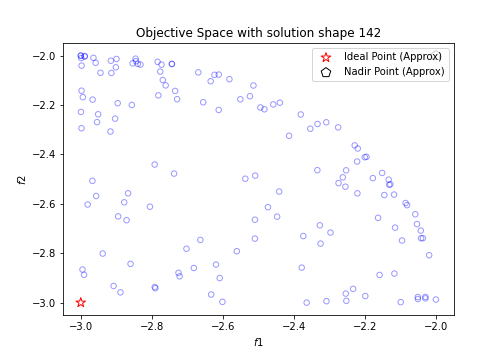 Objective Space with solution shape 142
Ideal Point (Approx)
Nadir Point (Approx)
f2
−2.0
−2.2
−2.4
−2.6
−2.8
−3.0
−3.0 −2.8 −2.6 −2.4 −2.2 −2.0
f1